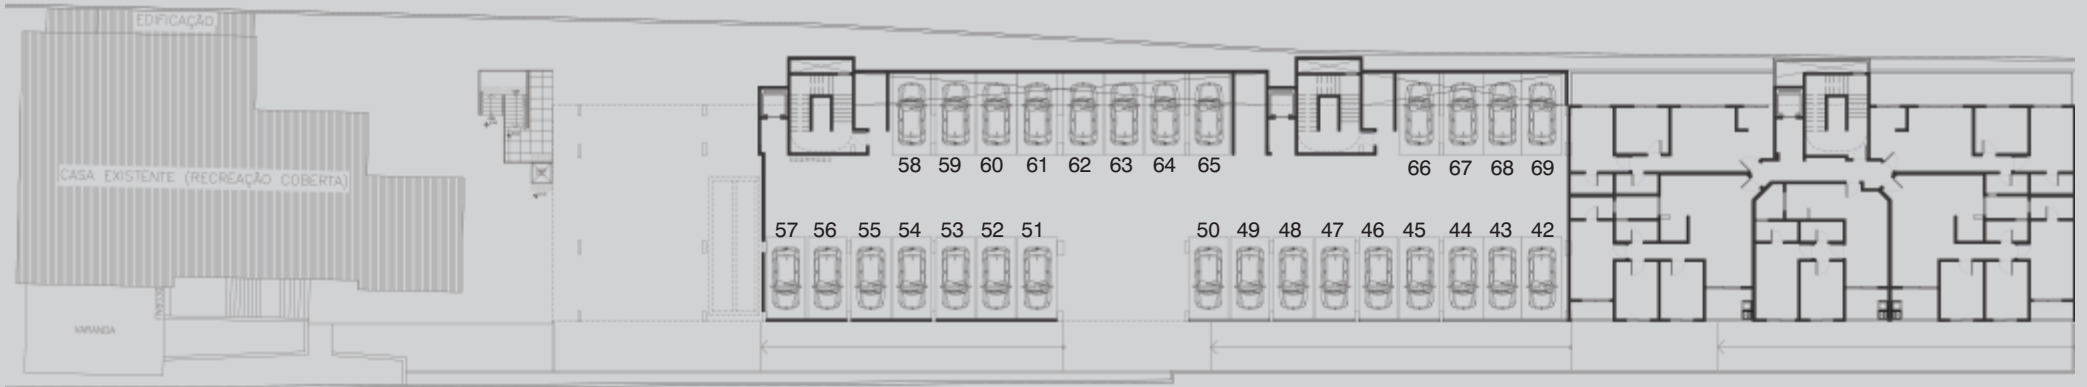 EDIFICAÇÃO
CASA EXISTENTE (RECREAÇÃO COBERTA)
VARANDA
58 59 60 61 62 63 64 65 66 67 68 69
57 56 55 54 53 52 51 50 49 48 47 46 45 44 43 42